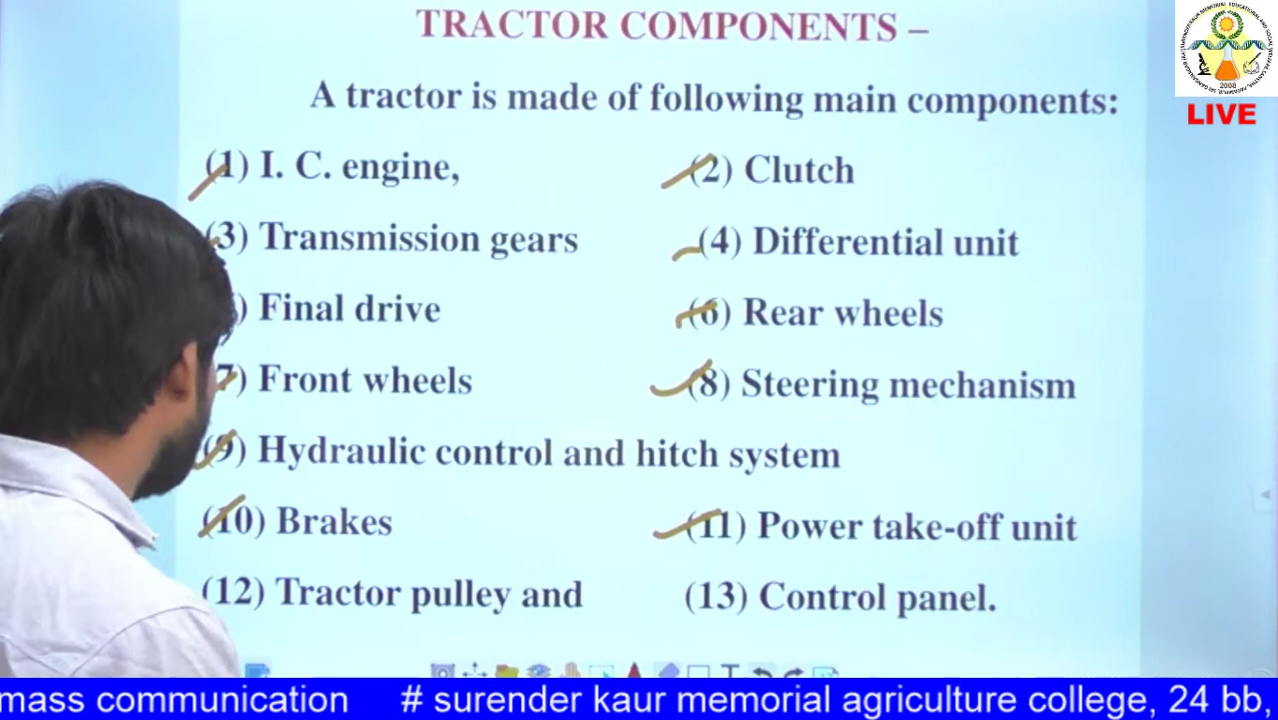 TRACTOR COMPONENTS –
A tractor is made of following main components:
(1) I. C. engine, (2) Clutch
(3) Transmission gears (4) Differential unit
) Final drive (6) Rear wheels
7) Front wheels (8) Steering mechanism
(9) Hydraulic control and hitch system
(10) Brakes (11) Power take-off unit
(12) Tractor pulley and (13) Control panel.
2008
LIVE
mass communication # surender kaur memorial agriculture college, 24 bb,